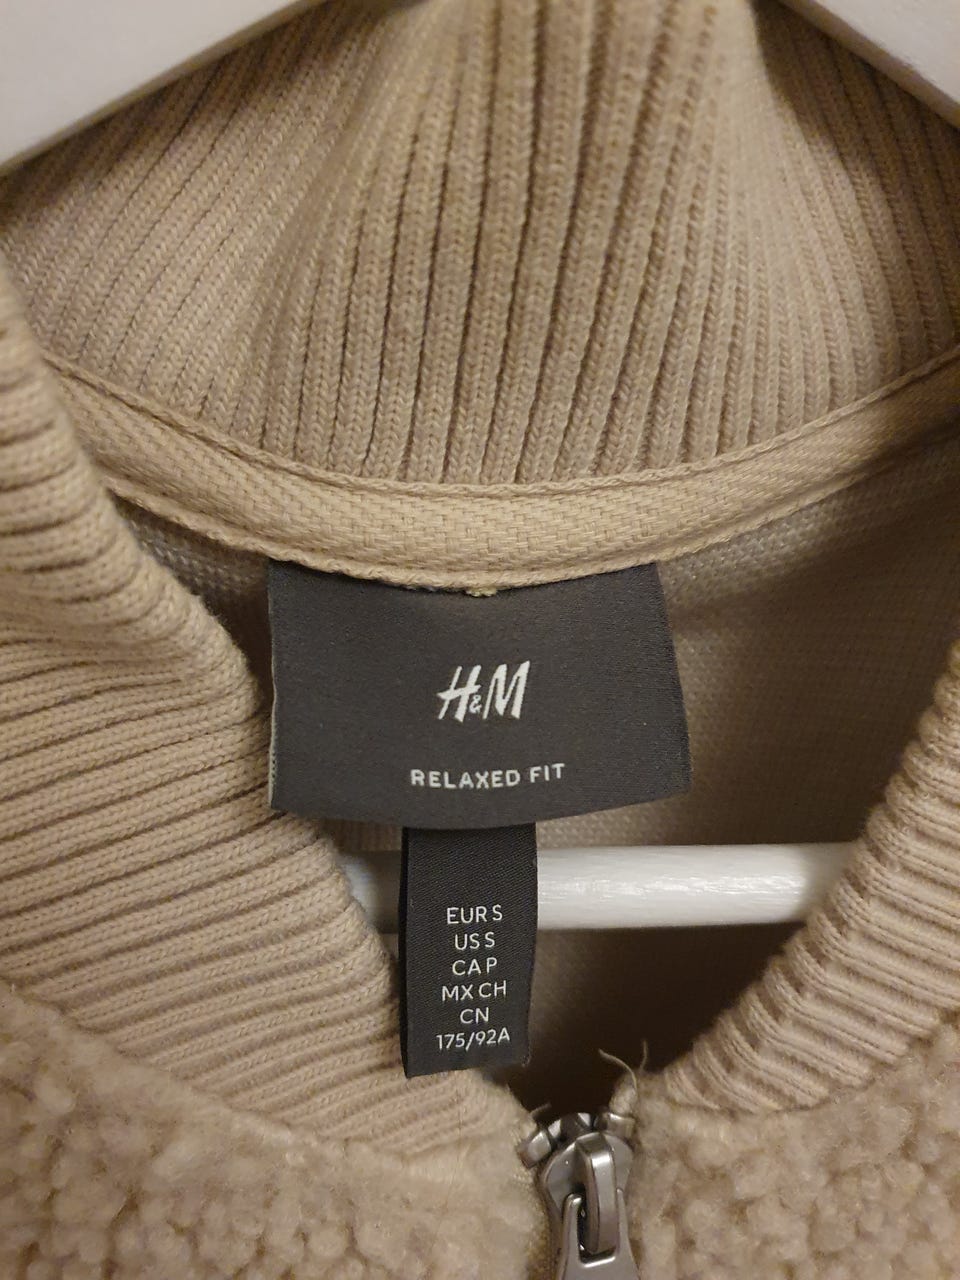 H&M
RELAXED FIT
EUR S
US S
CA P
MX CH
CN
175/92A